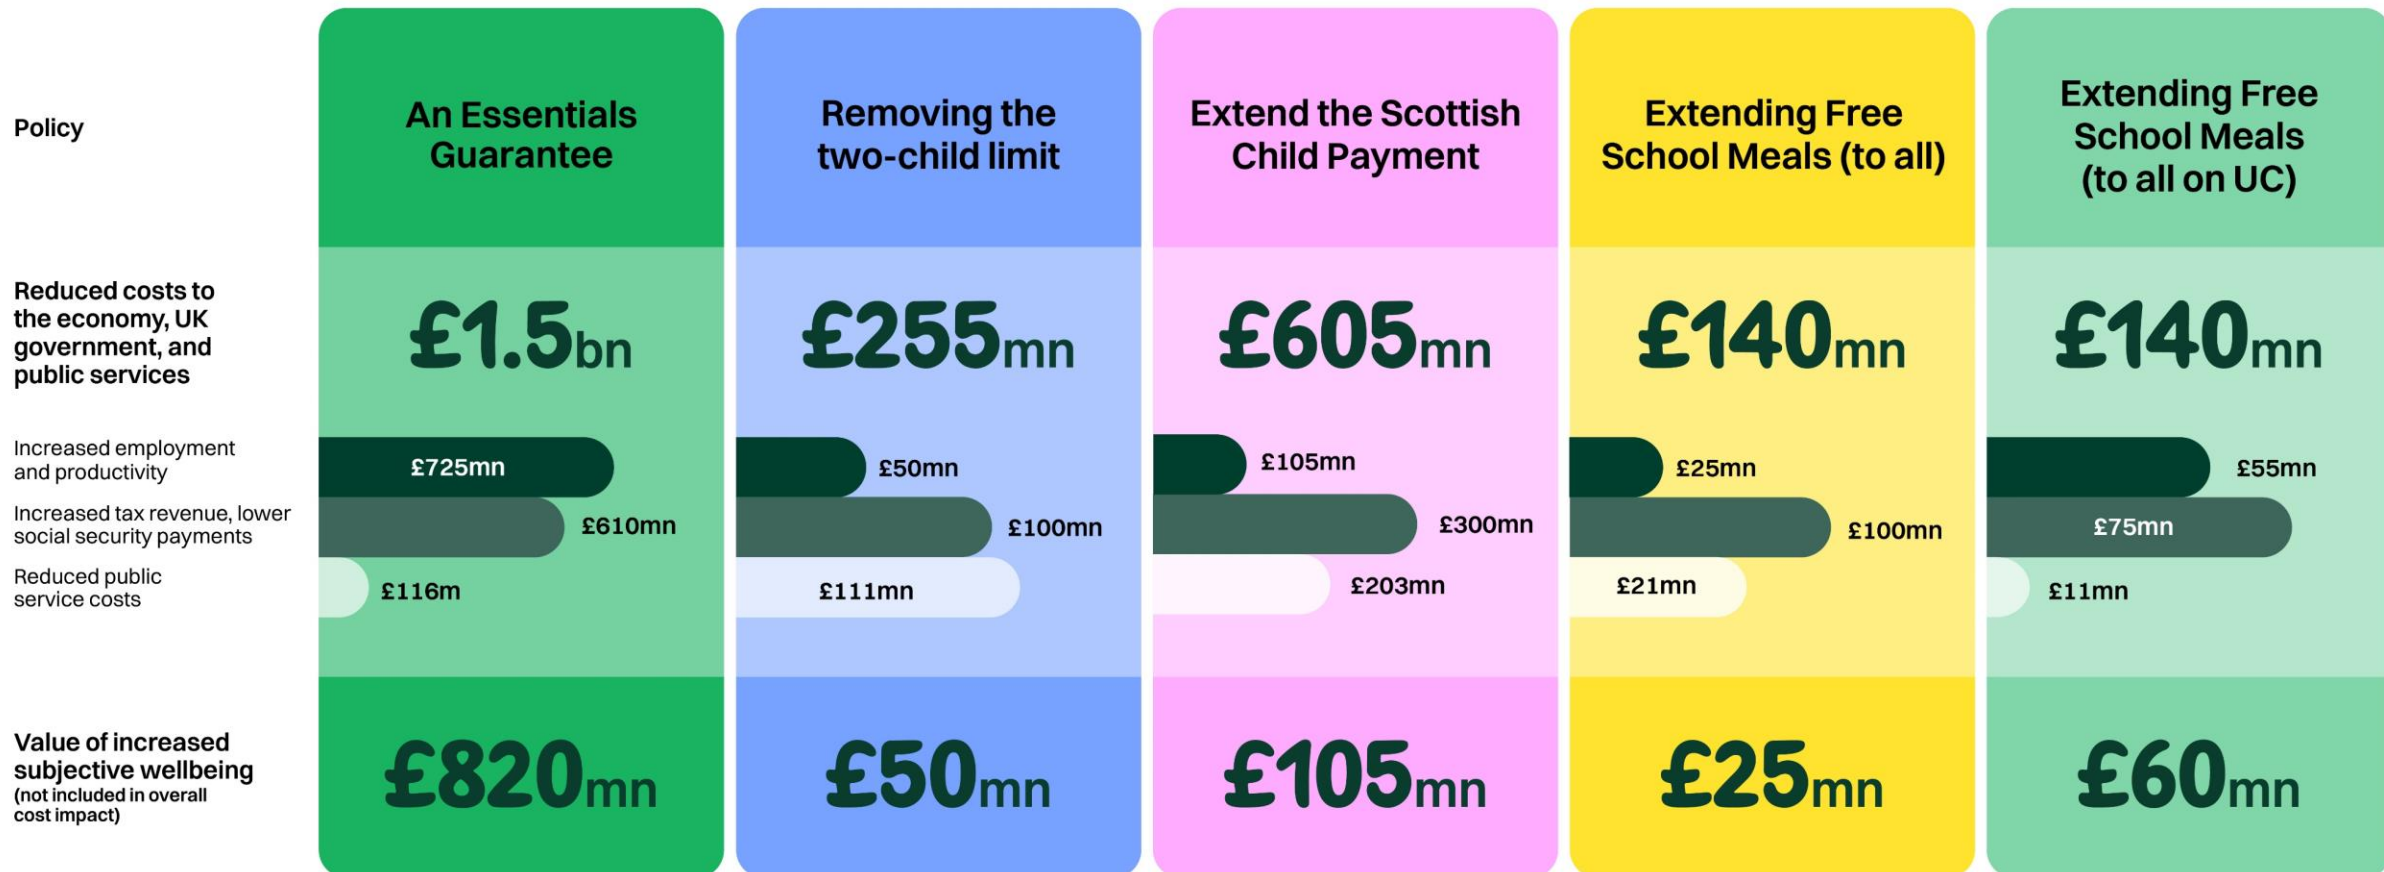 Policy
An Essentials
Guarantee
Removing the
two-child limit
Extend the Scottish
Child Payment
Extending Free
School Meals (to all)
Extending Free
School Meals
(to all on UC)
Reduced costs to
the economy, UK
government, and
public services
£1.5bn
£255mn
£605mn
£140mn
£140mn
Increased employment
and productivity
£725mn
£50mn
£105mn
£25mn
£55mn
Increased tax revenue, lower
social security payments
£610mn
£100mn
£300mn
£100mn
£75mn
Reduced public
service costs
£116m
£111mn
£203mn
£21mn
£11mn
Value of increased
subjective wellbeing
(not included in overall
cost impact)
£820mn
£50mn
£105mn
£25mn
£60mn